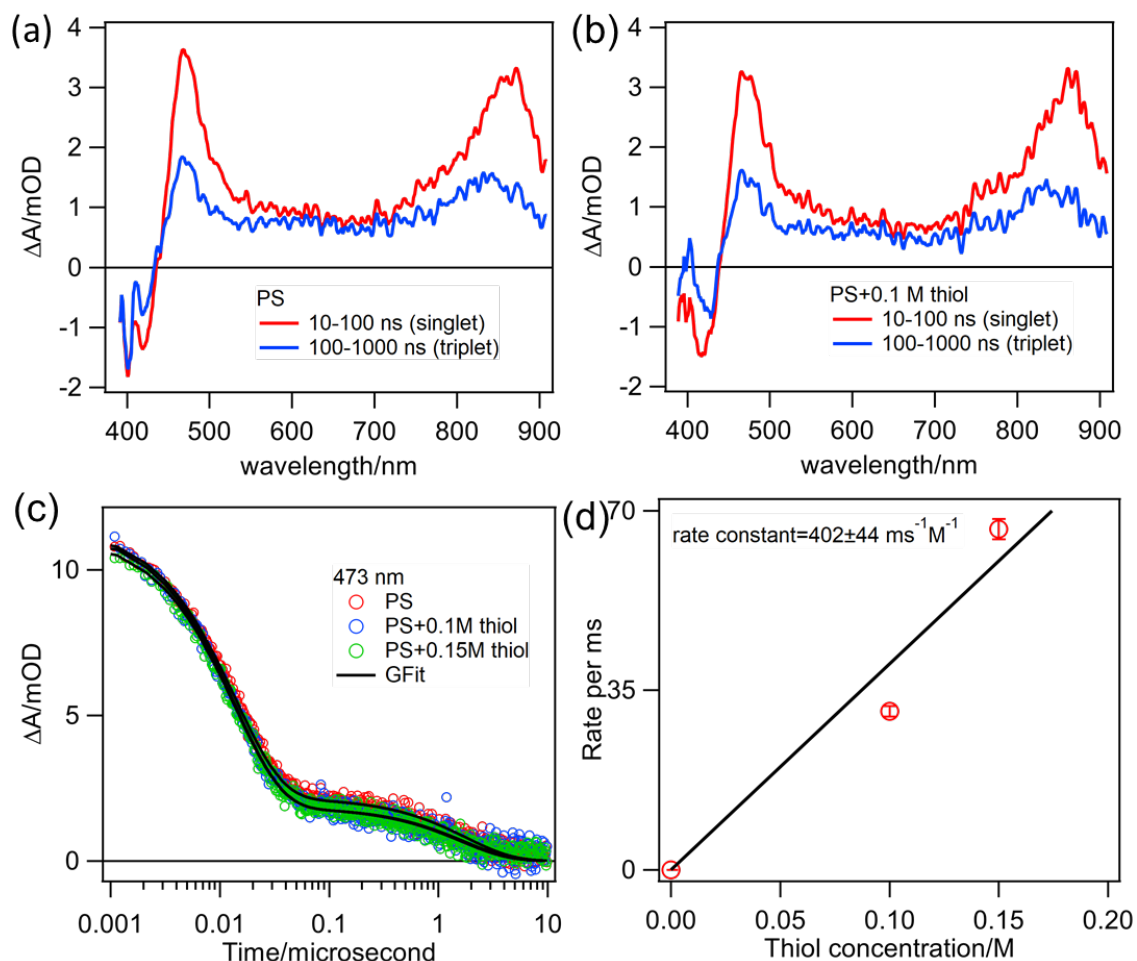 (a)
4
3
2
1
0
-1
-2
ΔA/mOD
PS
10-100 ns (singlet)
100-1000 ns (triplet)
400 500 600 700 800 900
wavelength/nm
(b)
4
3
2
1
0
-1
-2
ΔA/mOD
PS+0.1 M thiol
10-100 ns (singlet)
100-1000 ns (triplet)
400 500 600 700 800 900
wavelength/nm
(c)
10
5
0
ΔA/mOD
473 nm
PS
PS+0.1M thiol
PS+0.15M thiol
GFit
0.001 0.01 0.1 1 10
Time/microsecond
(d)
70
35
0
Rate per ms
rate constant=402±44 ms⁻¹M⁻¹
0.00 0.05 0.10 0.15 0.20
Thiol concentration/M